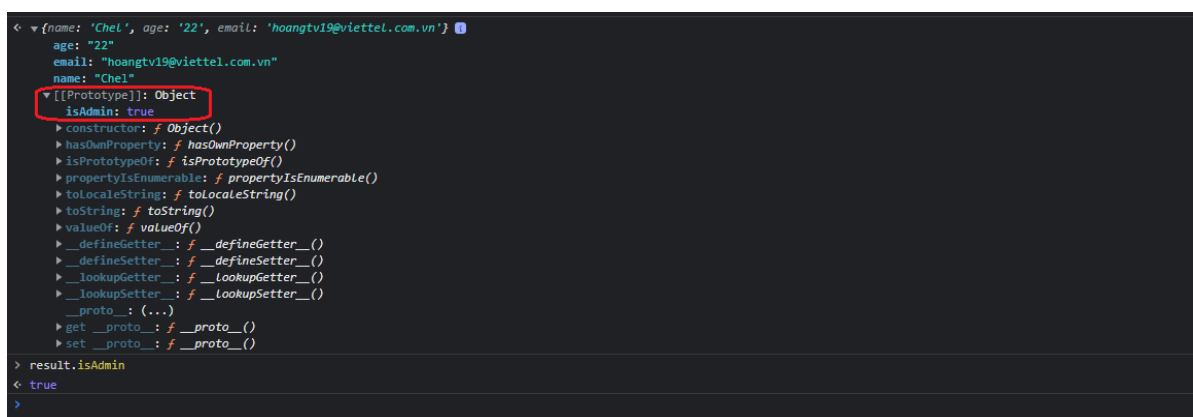 {name: 'Chel', age: '22', email: 'hoangtv19@viettel.com.vn'} i
age: "22"
email: "hoangtv19@viettel.com.vn"
name: "Chel"
[[Prototype]]: Object
isAdmin: true
constructor: ƒ Object()
hasOwnProperty: ƒ hasOwnProperty()
isPrototypeOf: ƒ isPrototypeOf()
propertyIsEnumerable: ƒ propertyIsEnumerable()
toLocaleString: ƒ toLocaleString()
toString: ƒ toString()
valueOf: ƒ valueOf()
__defineGetter__: ƒ __defineGetter__()
__defineSetter__: ƒ __defineSetter__()
__lookupGetter__: ƒ __lookupGetter__()
__lookupSetter__: ƒ __lookupSetter__()
__proto__: (...)
get __proto__: ƒ __proto__()
set __proto__: ƒ __proto__()
> result.isAdmin
true
>